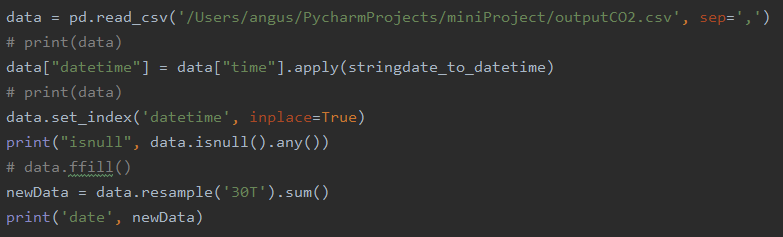 data = pd.read_csv('/Users/angus/PycharmProjects/miniProject/outputCO2.csv', sep=',')
# print(data)
data["datetime"] = data["time"].apply(stringdate_to_datetime)
# print(data)
data.set_index('datetime', inplace=True)
print("isnull", data.isnull().any())
# data.ffill()
newData = data.resample('30T').sum()
print('date', newData)